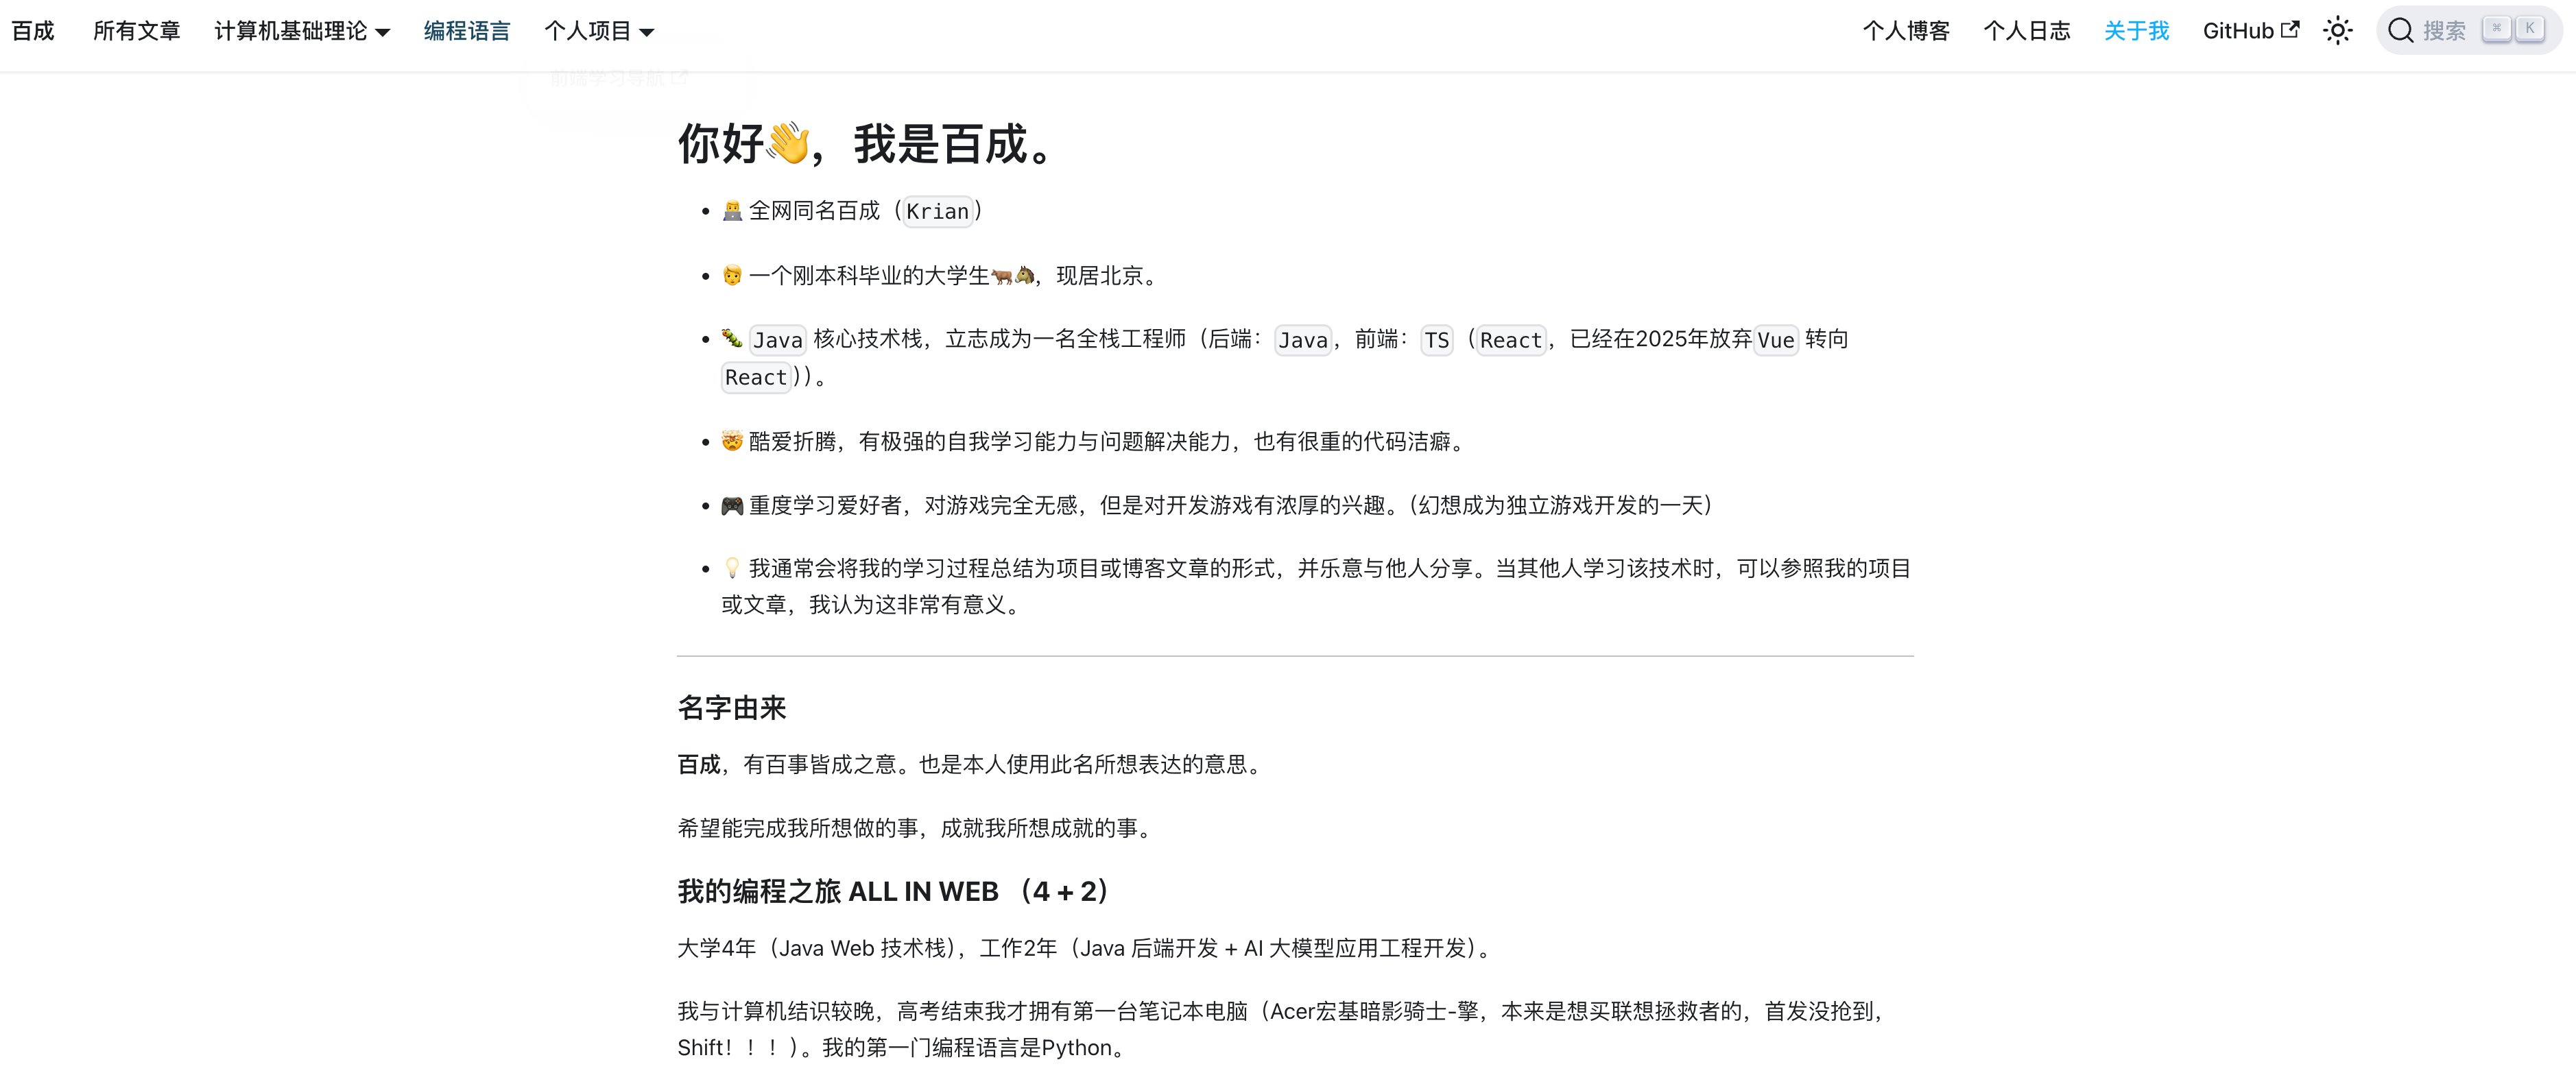 百成 所有文章 计算机基础理论 编程语言 个人项目 个人博客 个人日志 关于我 GitHub 搜索 ⌘ K
前端学习导航
你好👋，我是百成。
👨‍💻 全网同名百成（Krian）
一个刚本科毕业的大学生🐂🐴，现居北京。
🐛 Java 核心技术栈，立志成为一名全栈工程师（后端：Java，前端：TS（React，已经在2025年放弃Vue 转向
React））。
🤯 酷爱折腾，有极强的自我学习能力与问题解决能力，也有很重的代码洁癖。
🎮 重度学习爱好者，对游戏完全无感，但是对开发游戏有浓厚的兴趣。（幻想成为独立游戏开发的一天）
💡 我通常会将我的学习过程总结为项目或博客文章的形式，并乐意与他人分享。当其他人学习该技术时，可以参照我的项目
或文章，我认为这非常有意义。
名字由来
百成，有百事皆成之意。也是本人使用此名所想表达的意思。
希望能完成我所想做的事，成就我所想成就的事。
我的编程之旅 ALL IN WEB （4 + 2）
大学4年（Java Web 技术栈），工作2年（Java 后端开发 + AI 大模型应用工程开发）。
我与计算机结识较晚，高考结束我才拥有第一台笔记本电脑（Acer宏基暗影骑士-擎，本来是想买联想拯救者的，首发没抢到，
Shift！！！）。我的第一门编程语言是Python。